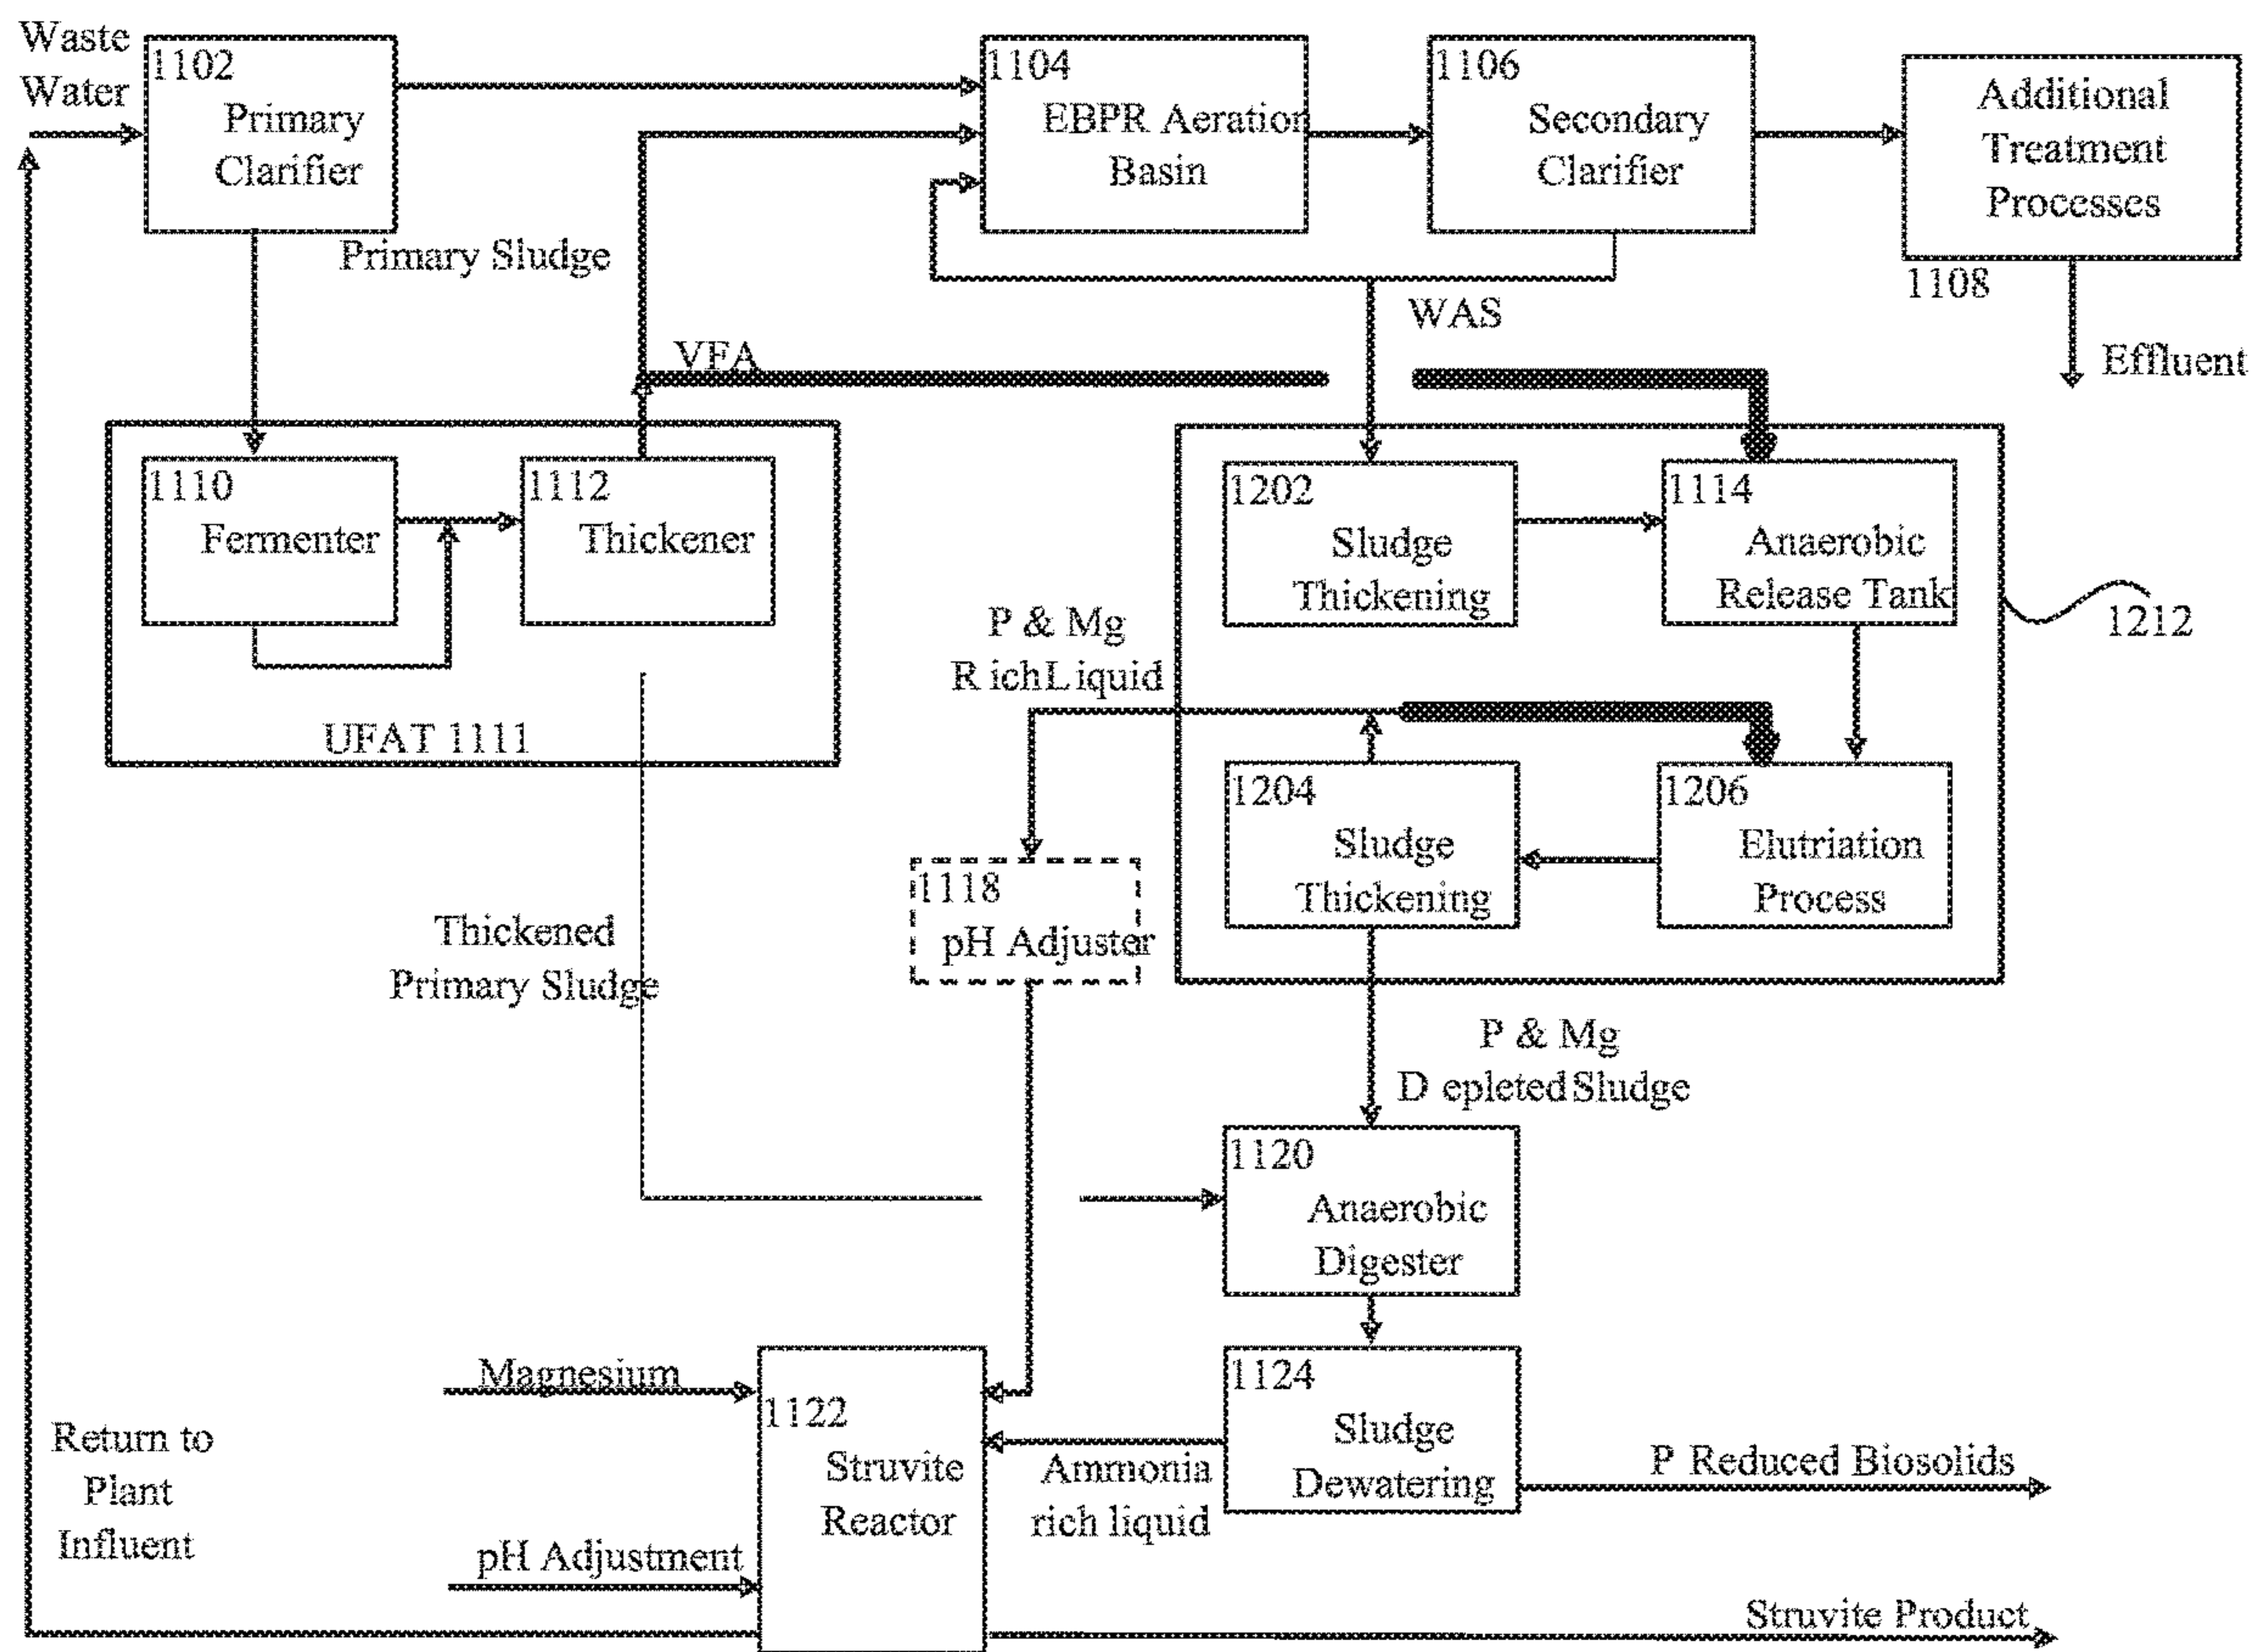 Waste
Water
1102
Primary
Clarifier
1104
EBPR Aeration
Basin
1106
Secondary
Clarifier
Additional
Treatment
Processes
1108
Primary Sludge
WAS
VFA
Effluent
1110
Fermenter
1112
Thickener
UFAT 1111
1202
Sludge
Thickening
1114
Anaerobic
Release Tank
1212
P & Mg
R ichL iquid
1204
Sludge
Thickening
1206
Elutriation
Process
1118
pH Adjuster
Thickened
Primary Sludge
P & Mg
D epleted Sludge
1120
Anaerobic
Digester
Magnesium
1122
Struvite
Reactor
1124
Sludge
Dewatering
Return to
Plant
Influent
Ammonia
rich liquid
P Reduced Biosolids
pH Adjustment
Struvite Product